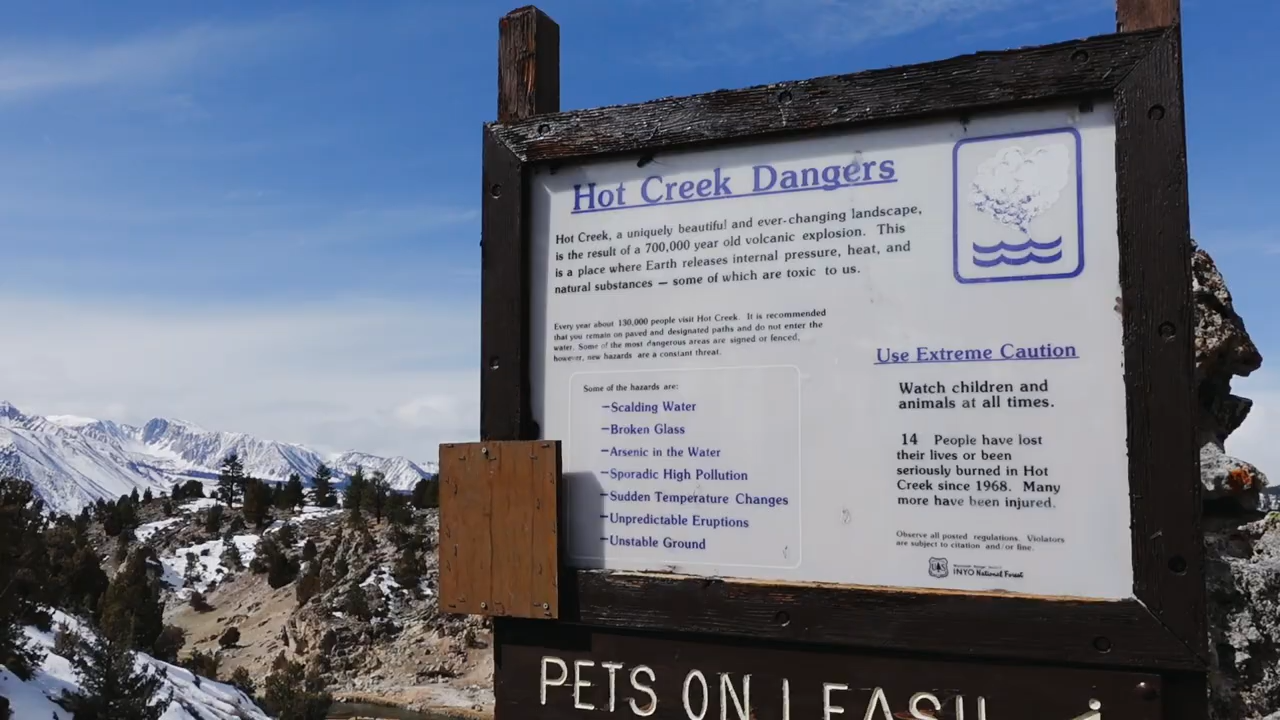 Hot Creek Dangers
Hot Creek, a uniquely beautiful and ever-changing landscape,
is the result of a 700,000 year old volcanic explosion. This
is a place where Earth releases internal pressure, heat, and
natural substances — some of which are toxic to us.
Every year about 130,000 people visit Hot Creek. It is recommended
that you remain on paved and designated paths and do not enter the
water. Some of the most dangerous areas are signed or fenced,
however, new hazards are a constant threat.
Some of the hazards are:
—Scalding Water
—Broken Glass
—Arsenic in the Water
—Sporadic High Pollution
—Sudden Temperature Changes
—Unpredictable Eruptions
—Unstable Ground
Use Extreme Caution
Watch children and
animals at all times.
14 People have lost
their lives or been
seriously burned in Hot
Creek since 1968. Many
more have been injured.
Observe all posted regulations. Violators
are subject to citation and/or fine.
INYO National Forest
PETS ON LEASH